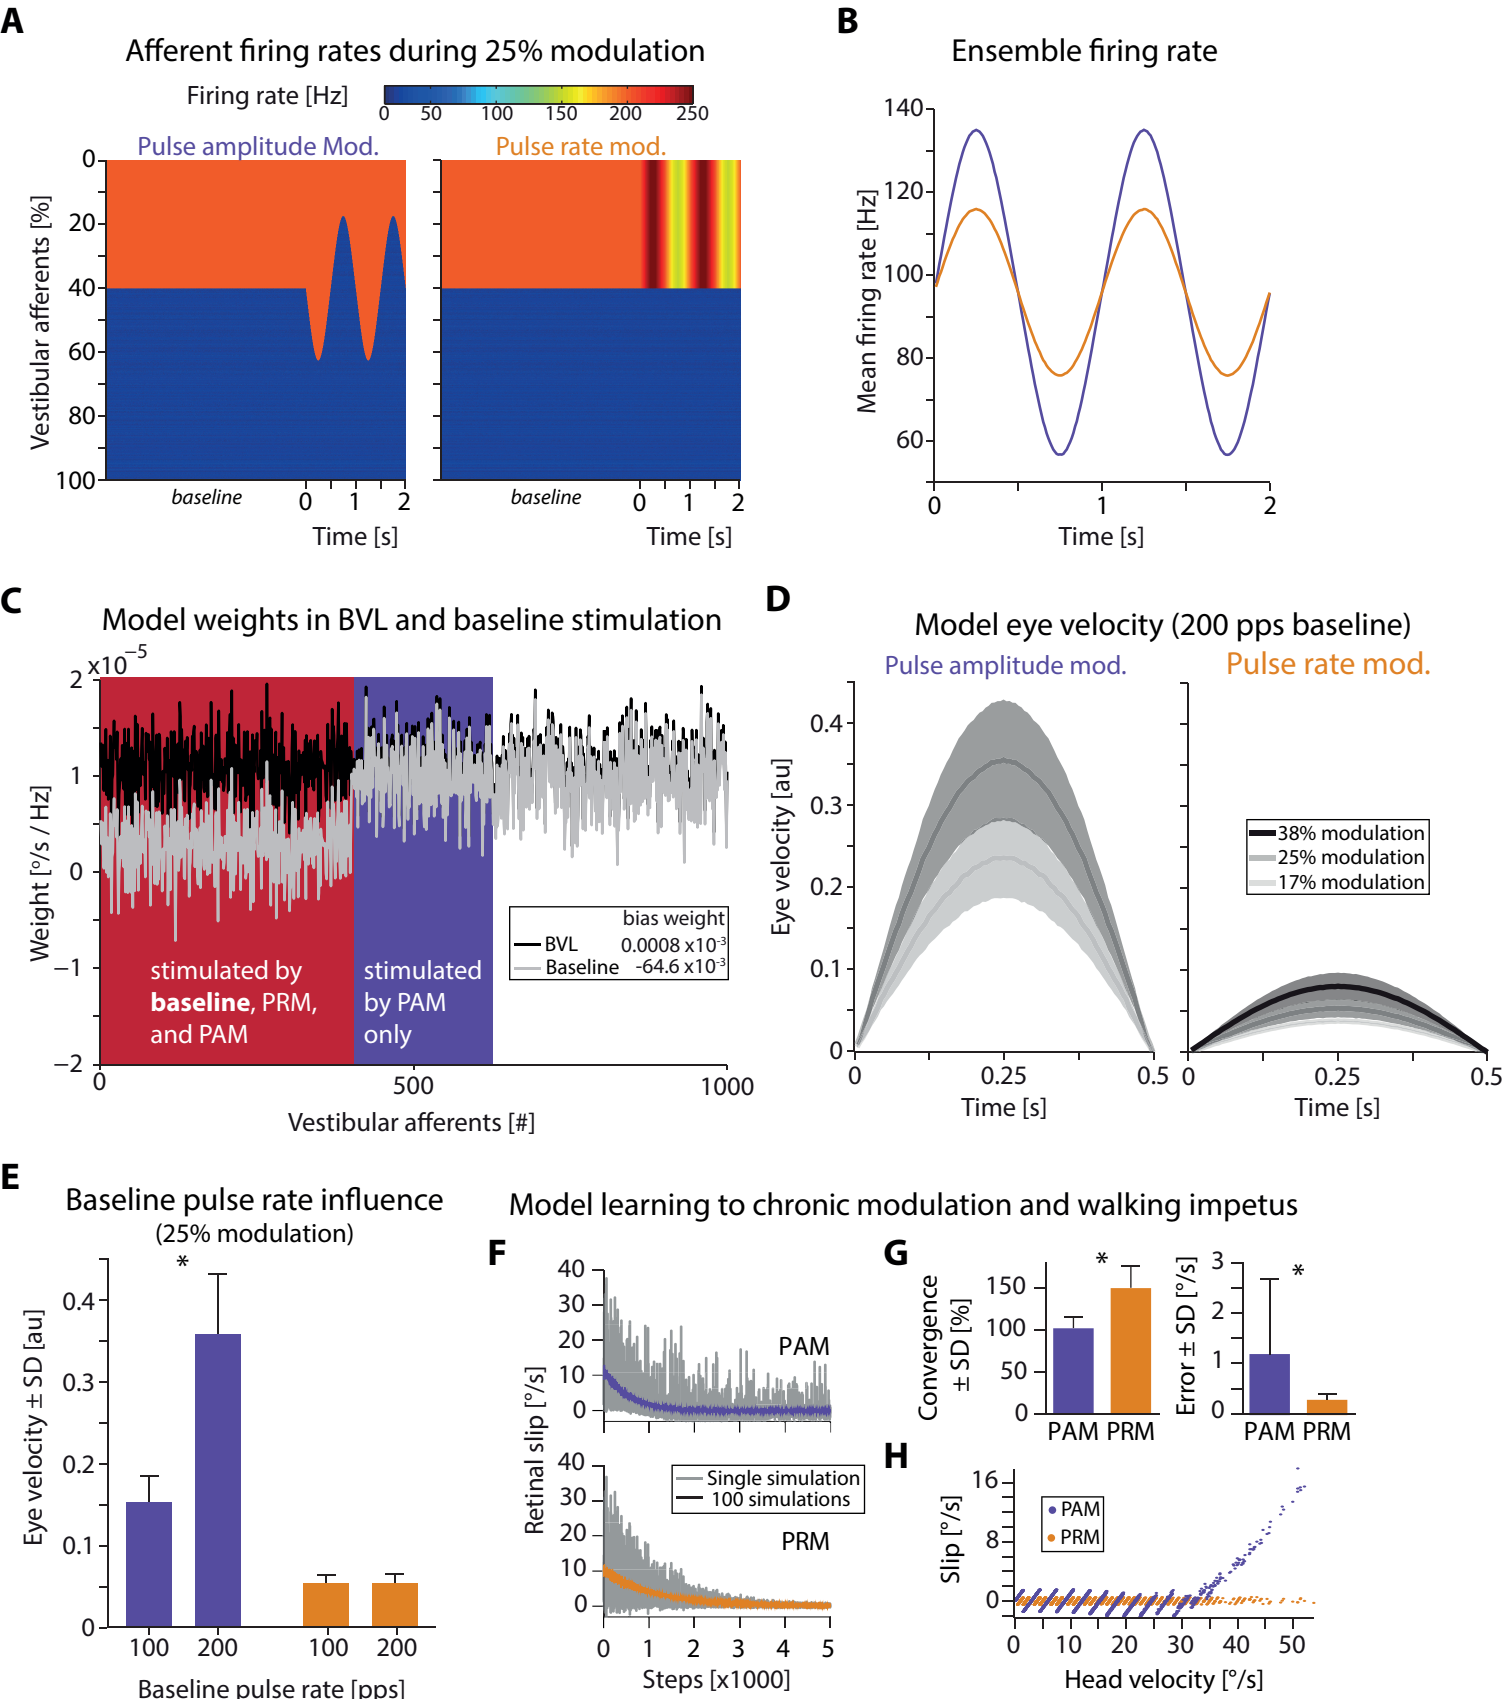 A
Afferent firing rates during 25% modulation
Firing rate [Hz]
0 50 100 150 200 250
Pulse amplitude Mod.
Pulse rate mod.
Vestibular afferents [%]
0
20
40
60
80
100
baseline 0 1 2
Time [s]
baseline 0 1 2
Time [s]
B
Ensemble firing rate
Mean firing rate [Hz]
140
120
100
80
60
0 1 2
Time [s]
C
Model weights in BVL and baseline stimulation
x10⁻⁵
Weight [º/s / Hz]
2
1
0
−1
−2
stimulated by
baseline, PRM,
and PAM
stimulated
by PAM
only
bias weight
BVL 0.0008 x10⁻³
Baseline -64.6 x10⁻³
0 500 1000
Vestibular afferents [#]
D
Model eye velocity (200 pps baseline)
Pulse amplitude mod.
Pulse rate mod.
Eye velocity [au]
0.4
0.3
0.2
0.1
0
38% modulation
25% modulation
17% modulation
0 0.25 0.5
Time [s]
0 0.25 0.5
Time [s]
E
Baseline pulse rate influence
(25% modulation)
*
Eye velocity ± SD [au]
0.4
0.3
0.2
0.1
0
100 200 100 200
Baseline pulse rate [pps]
Model learning to chronic modulation and walking impetus
F
Retinal slip [°/s]
40
30
20
10
0
PAM
40
30
20
10
0
Single simulation
100 simulations
PRM
0 1 2 3 4 5
Steps [x1000]
G
Convergence
± SD [%]
150
100
50
0
*
PAM PRM
Error ± SD [°/s]
3
2
1
0
*
PAM PRM
H
Slip [°/s]
16
8
0
PAM
PRM
0 10 20 30 40 50
Head velocity [°/s]